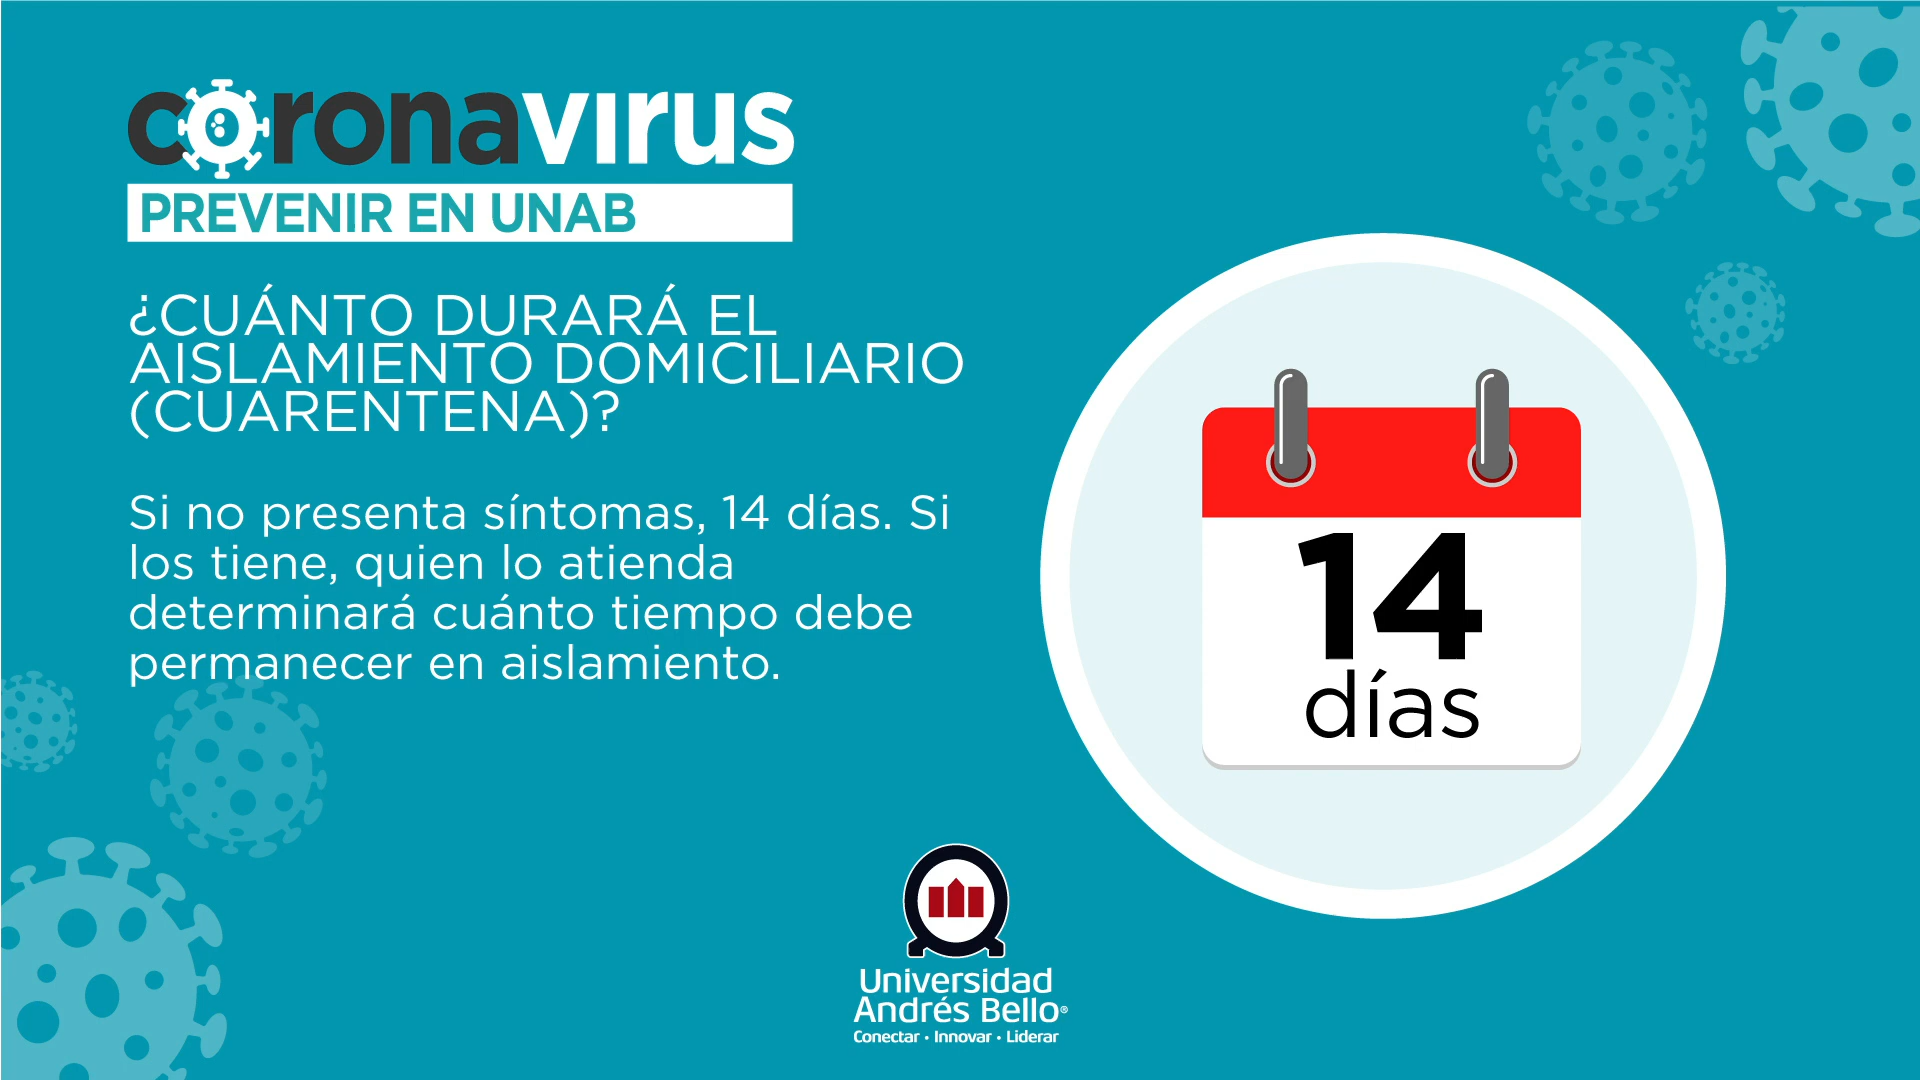 coronavirus
PREVENIR EN UNAB
¿CUÁNTO DURARÁ EL
AISLAMIENTO DOMICILIARIO
(CUARENTENA)?
Si no presenta síntomas, 14 días. Si
los tiene, quien lo atienda
determinará cuánto tiempo debe
permanecer en aislamiento.
14
días
Universidad
Andrés Bello®
Conectar • Innovar • Liderar